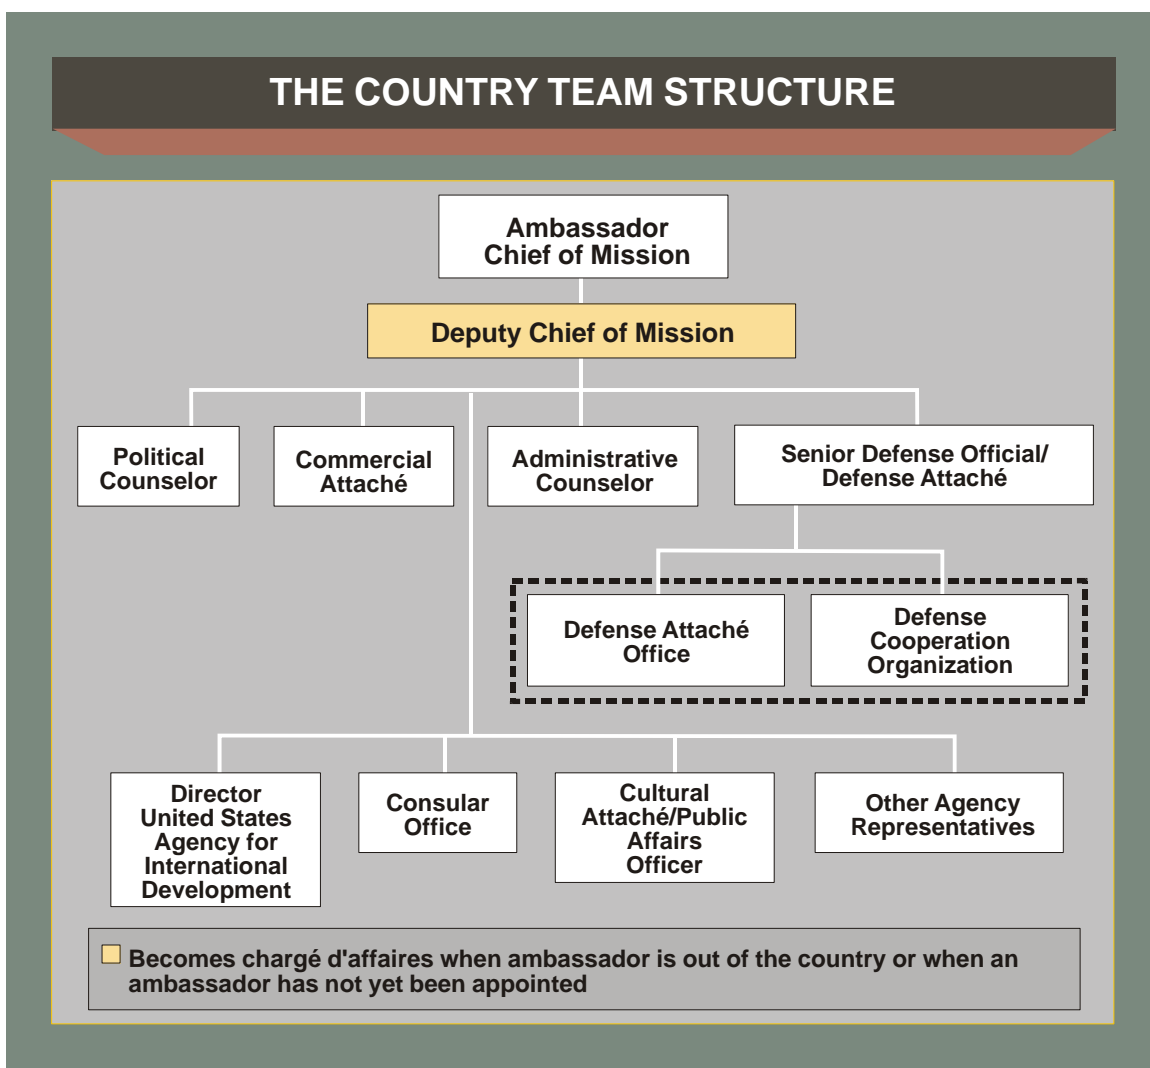 THE COUNTRY TEAM STRUCTURE
Ambassador
Chief of Mission
Deputy Chief of Mission
Political
Counselor
Commercial
Attaché
Administrative
Counselor
Senior Defense Official/
Defense Attaché
Defense Attaché
Office
Defense
Cooperation
Organization
Director
United States
Agency for
International
Development
Consular
Office
Cultural
Attaché/Public
Affairs
Officer
Other Agency
Representatives
Becomes chargé d'affaires when ambassador is out of the country or when an
ambassador has not yet been appointed